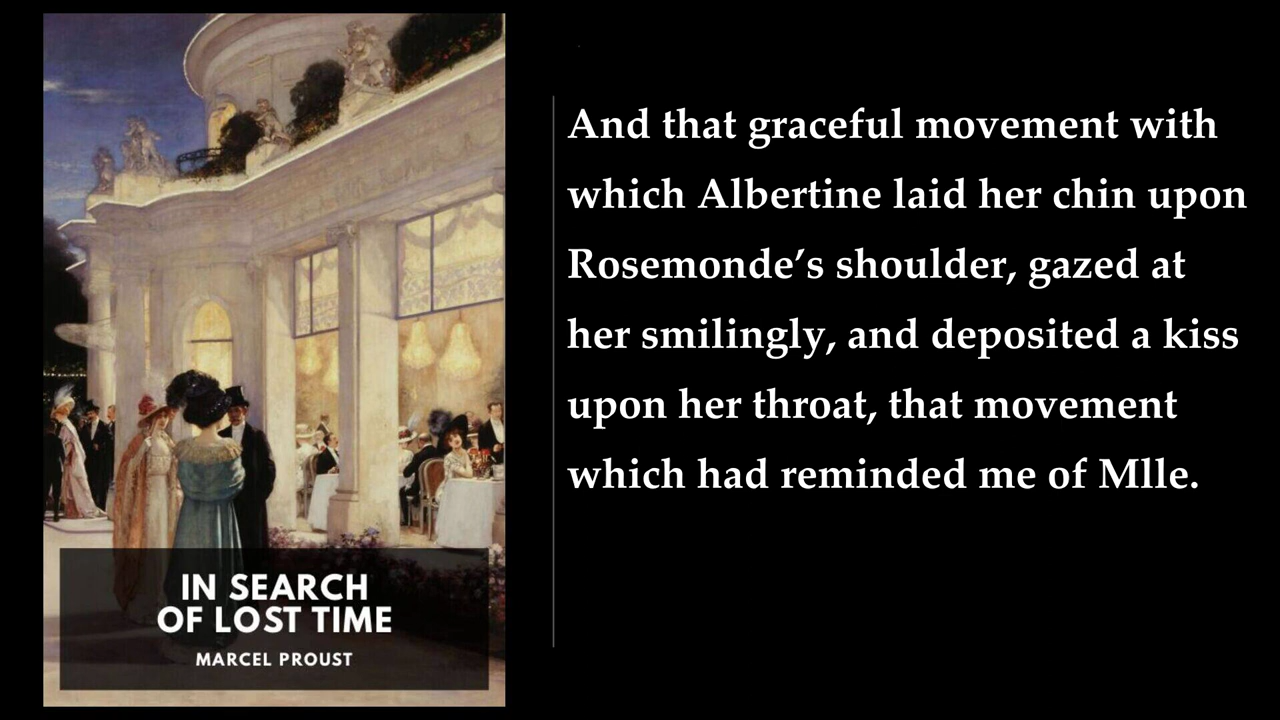 IN SEARCH
OF LOST TIME
MARCEL PROUST
And that graceful movement with
which Albertine laid her chin upon
Rosemonde’s shoulder, gazed at
her smilingly, and deposited a kiss
upon her throat, that movement
which had reminded me of Mlle.